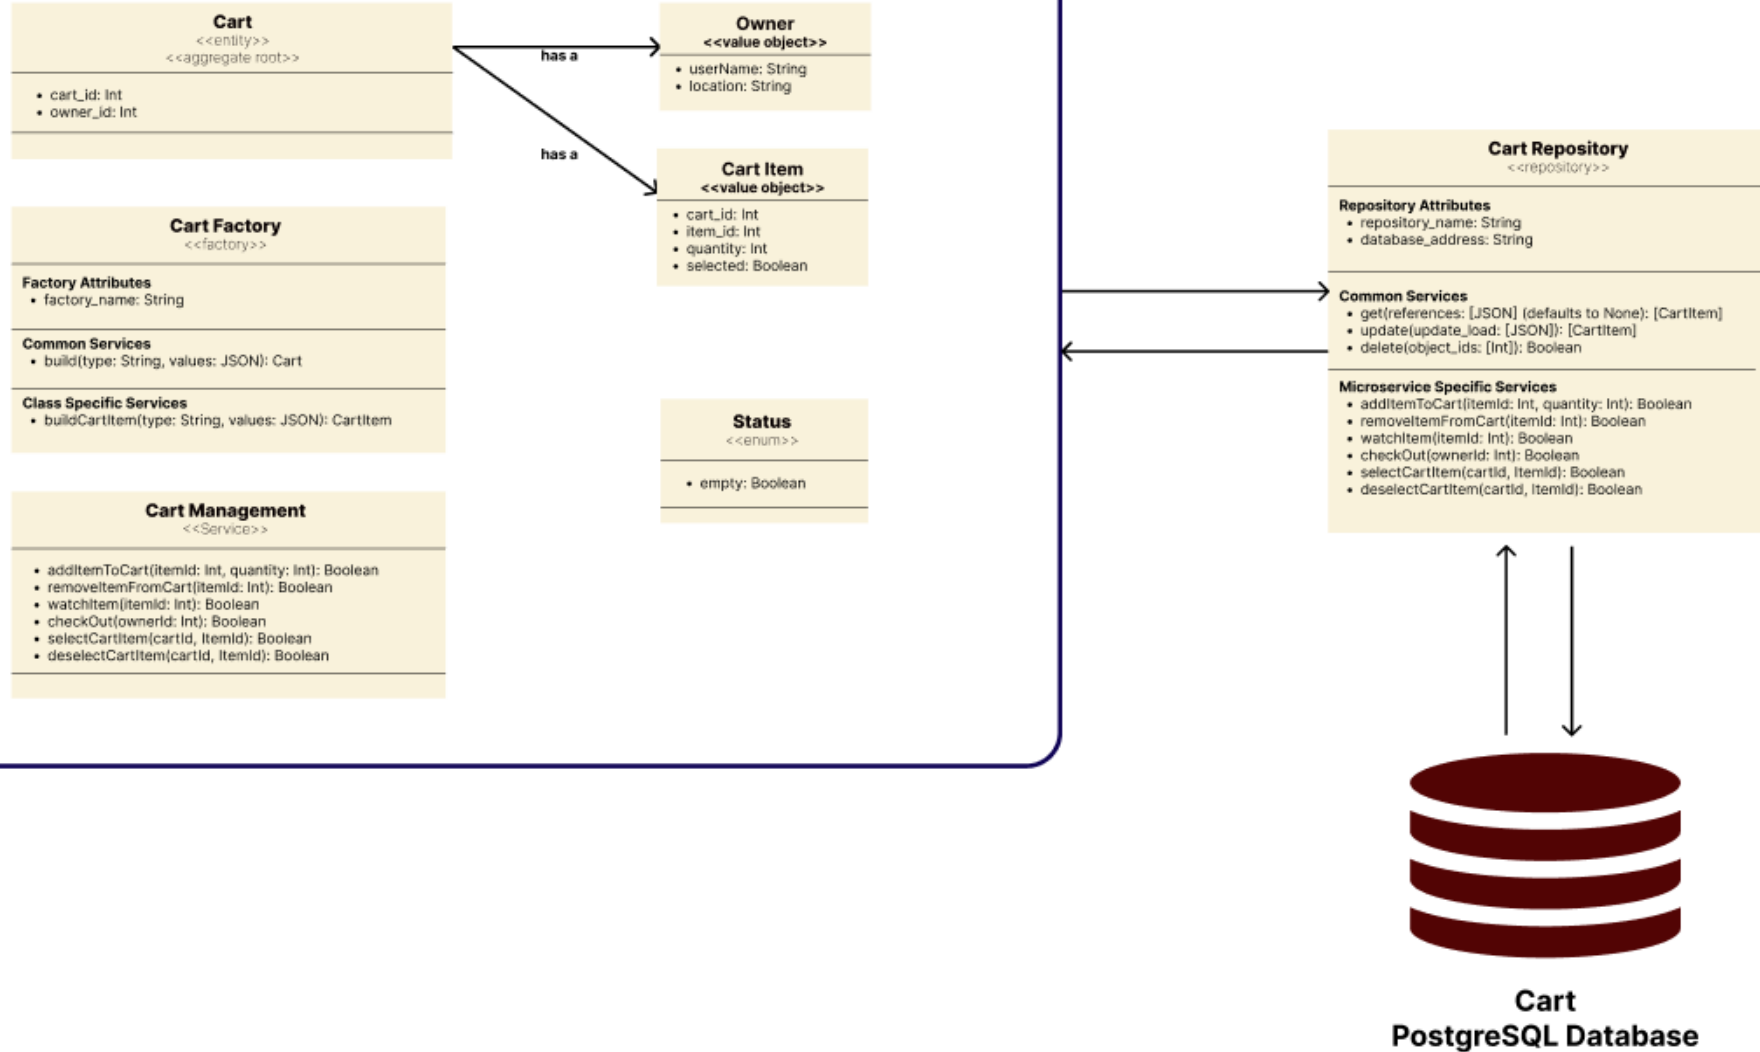 Cart
<<entity>>
<<aggregate root>>
• cart_id: Int
• owner_id: Int
has a
has a
Owner
<<value object>>
• userName: String
• location: String
Cart Item
<<value object>>
• cart_id: Int
• item_id: Int
• quantity: Int
• selected: Boolean
Cart Factory
<<factory>>
Factory Attributes
• factory_name: String
Common Services
• build(type: String, values: JSON): Cart
Class Specific Services
• buildCartItem(type: String, values: JSON): CartItem
Status
<<enum>>
• empty: Boolean
Cart Management
<<Service>>
• addItemToCart(itemId: Int, quantity: Int): Boolean
• removeItemFromCart(itemId: Int): Boolean
• watchItem(itemId: Int): Boolean
• checkOut(ownerId: Int): Boolean
• selectCartItem(cartId, ItemId): Boolean
• deselectCartItem(cartId, ItemId): Boolean
Cart Repository
<<repository>>
Repository Attributes
• repository_name: String
• database_address: String
Common Services
• get(references: [JSON] (defaults to None): [CartItem]
• update(update_load: [JSON]): [CartItem]
• delete(object_ids: [Int]): Boolean
Microservice Specific Services
• addItemToCart(itemId: Int, quantity: Int): Boolean
• removeItemFromCart(itemId: Int): Boolean
• watchItem(itemId: Int): Boolean
• checkOut(ownerId: Int): Boolean
• selectCartItem(cartId, ItemId): Boolean
• deselectCartItem(cartId, ItemId): Boolean
Cart
PostgreSQL Database